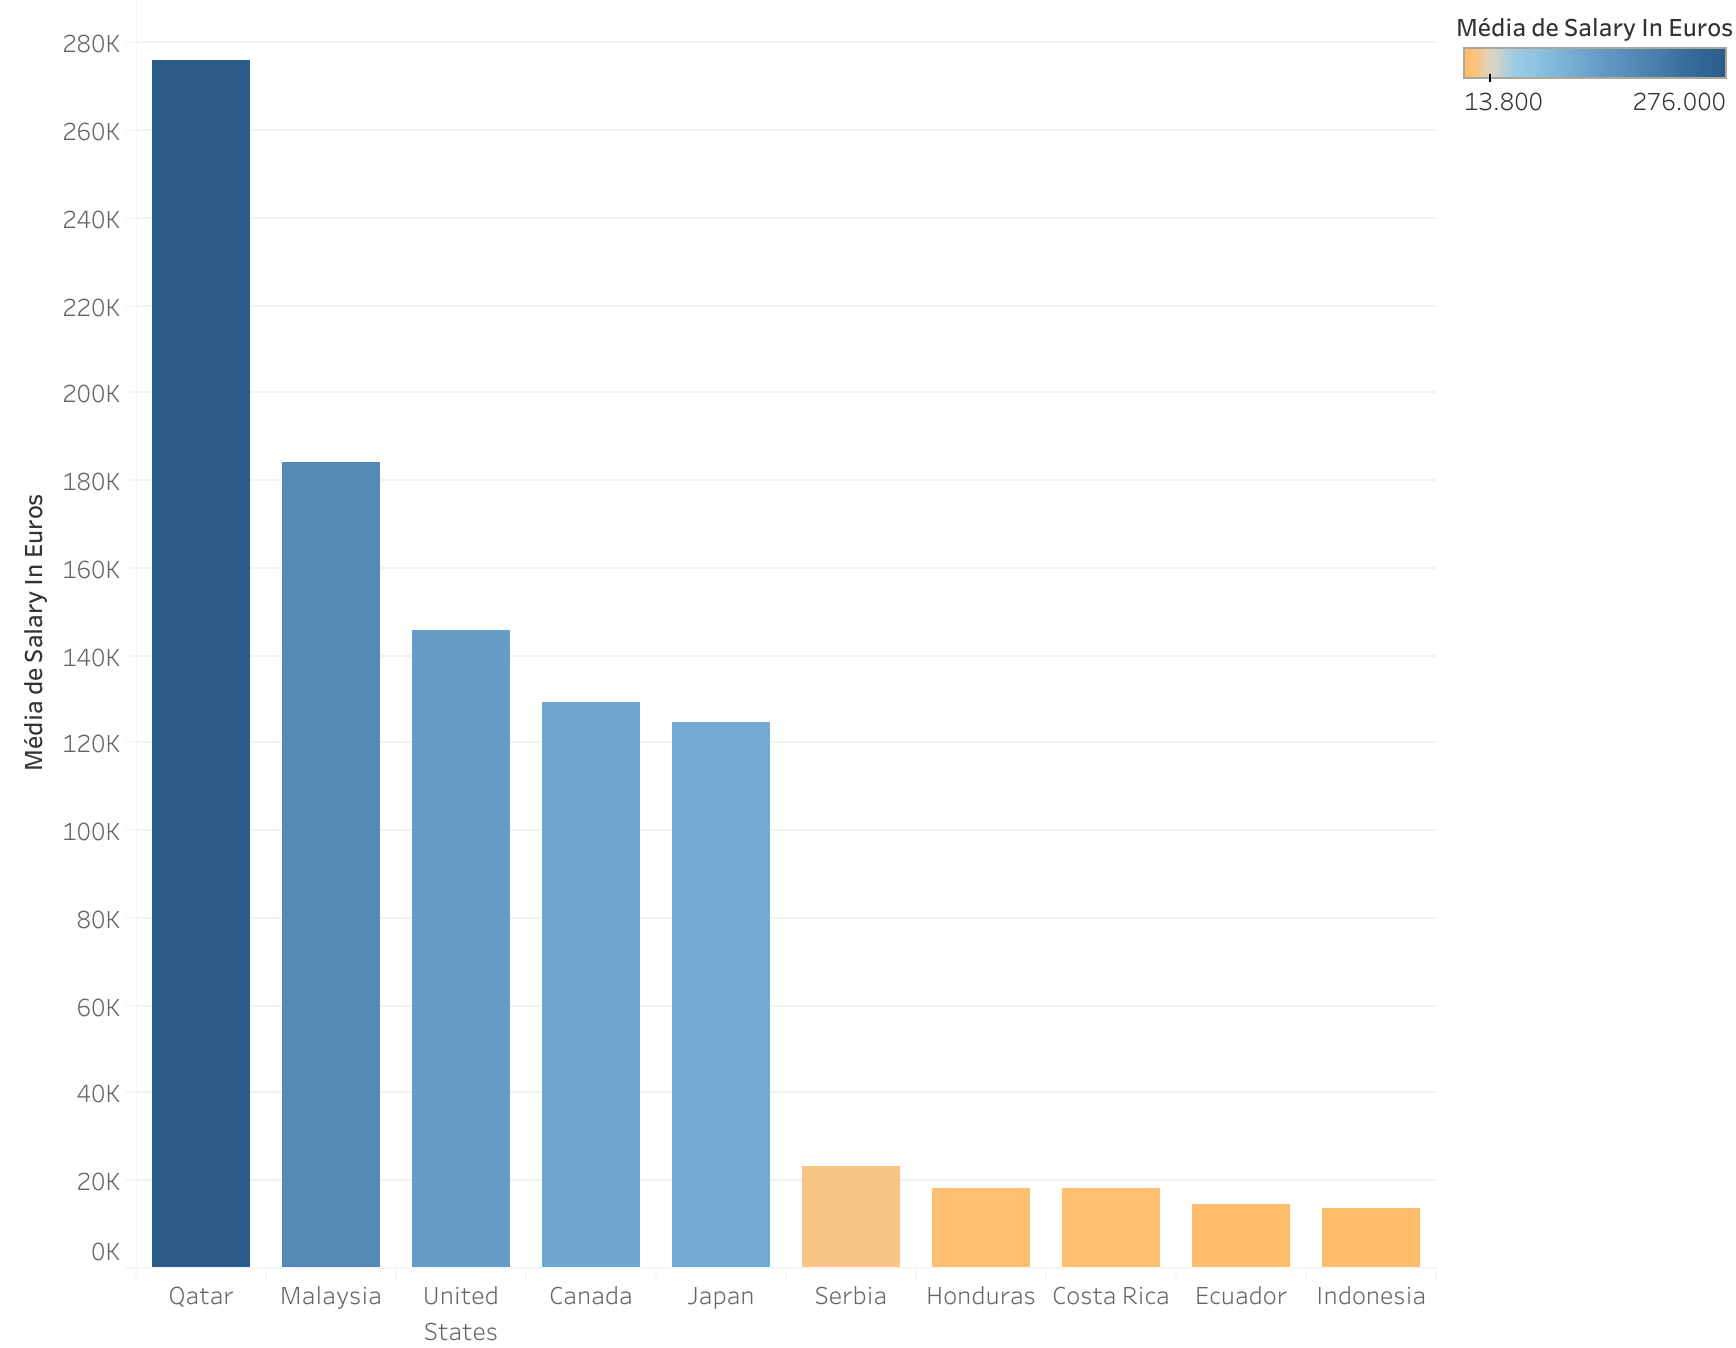 Média de Salary In Euros
13.800 276.000
Média de Salary In Euros
280K
260K
240K
220K
200K
180K
160K
140K
120K
100K
80K
60K
40K
20K
0K
Qatar Malaysia United States Canada Japan Serbia Honduras Costa Rica Ecuador Indonesia